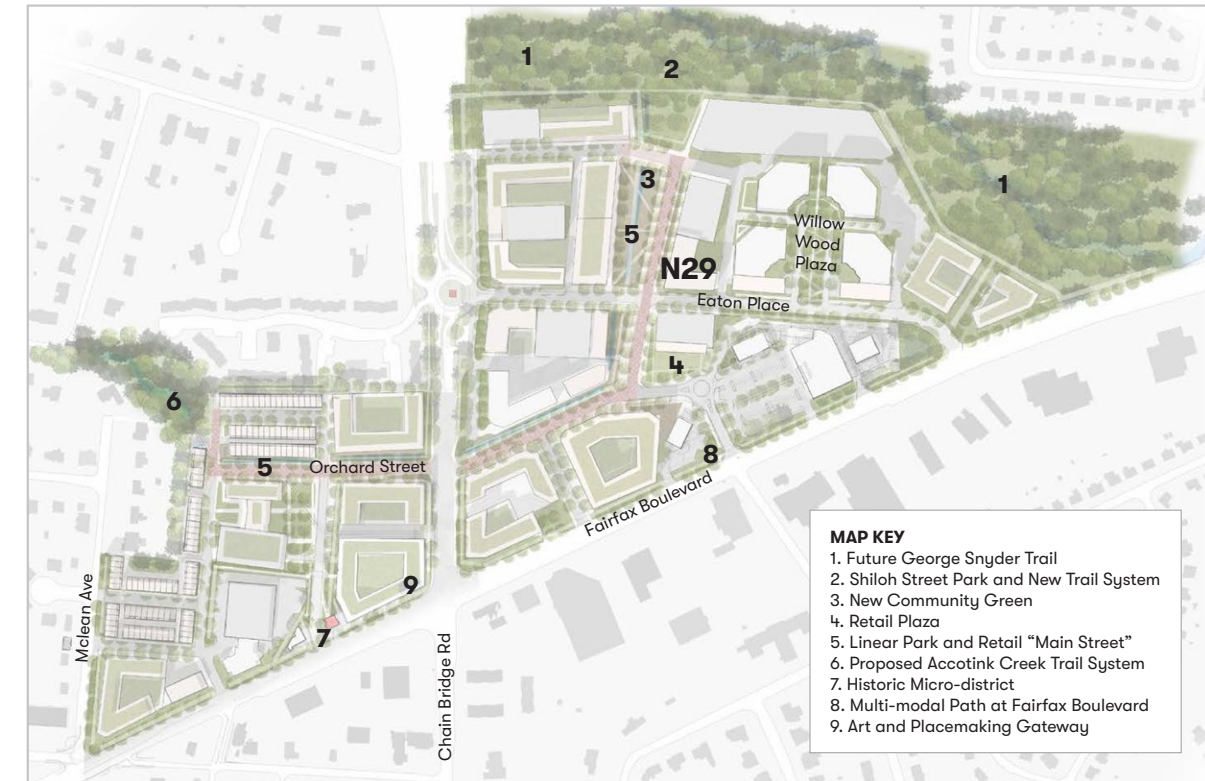 1
2
1
3
5
Willow
Wood
Plaza
N29
Eaton Place
4
6
8
5
Orchard Street
Fairfax Boulevard
9
7
Mclean Ave
Chain Bridge Rd
MAP KEY
1. Future George Snyder Trail
2. Shiloh Street Park and New Trail System
3. New Community Green
4. Retail Plaza
5. Linear Park and Retail “Main Street”
6. Proposed Accotink Creek Trail System
7. Historic Micro-district
8. Multi-modal Path at Fairfax Boulevard
9. Art and Placemaking Gateway